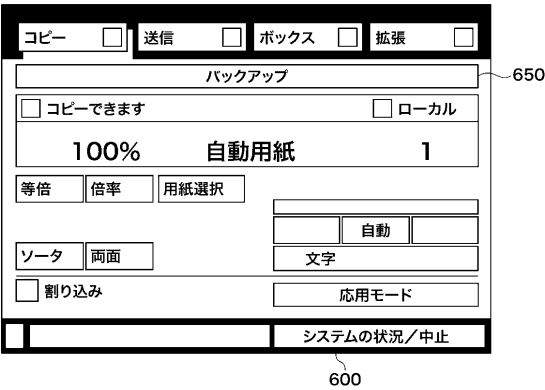 コピー 送信 ボックス 拡張
バックアップ
650
コピーできます ローカル
100% 自動用紙 1
等倍 倍率 用紙選択
自動
ソータ 両面 文字
割り込み 応用モード
システムの状況／中止
600